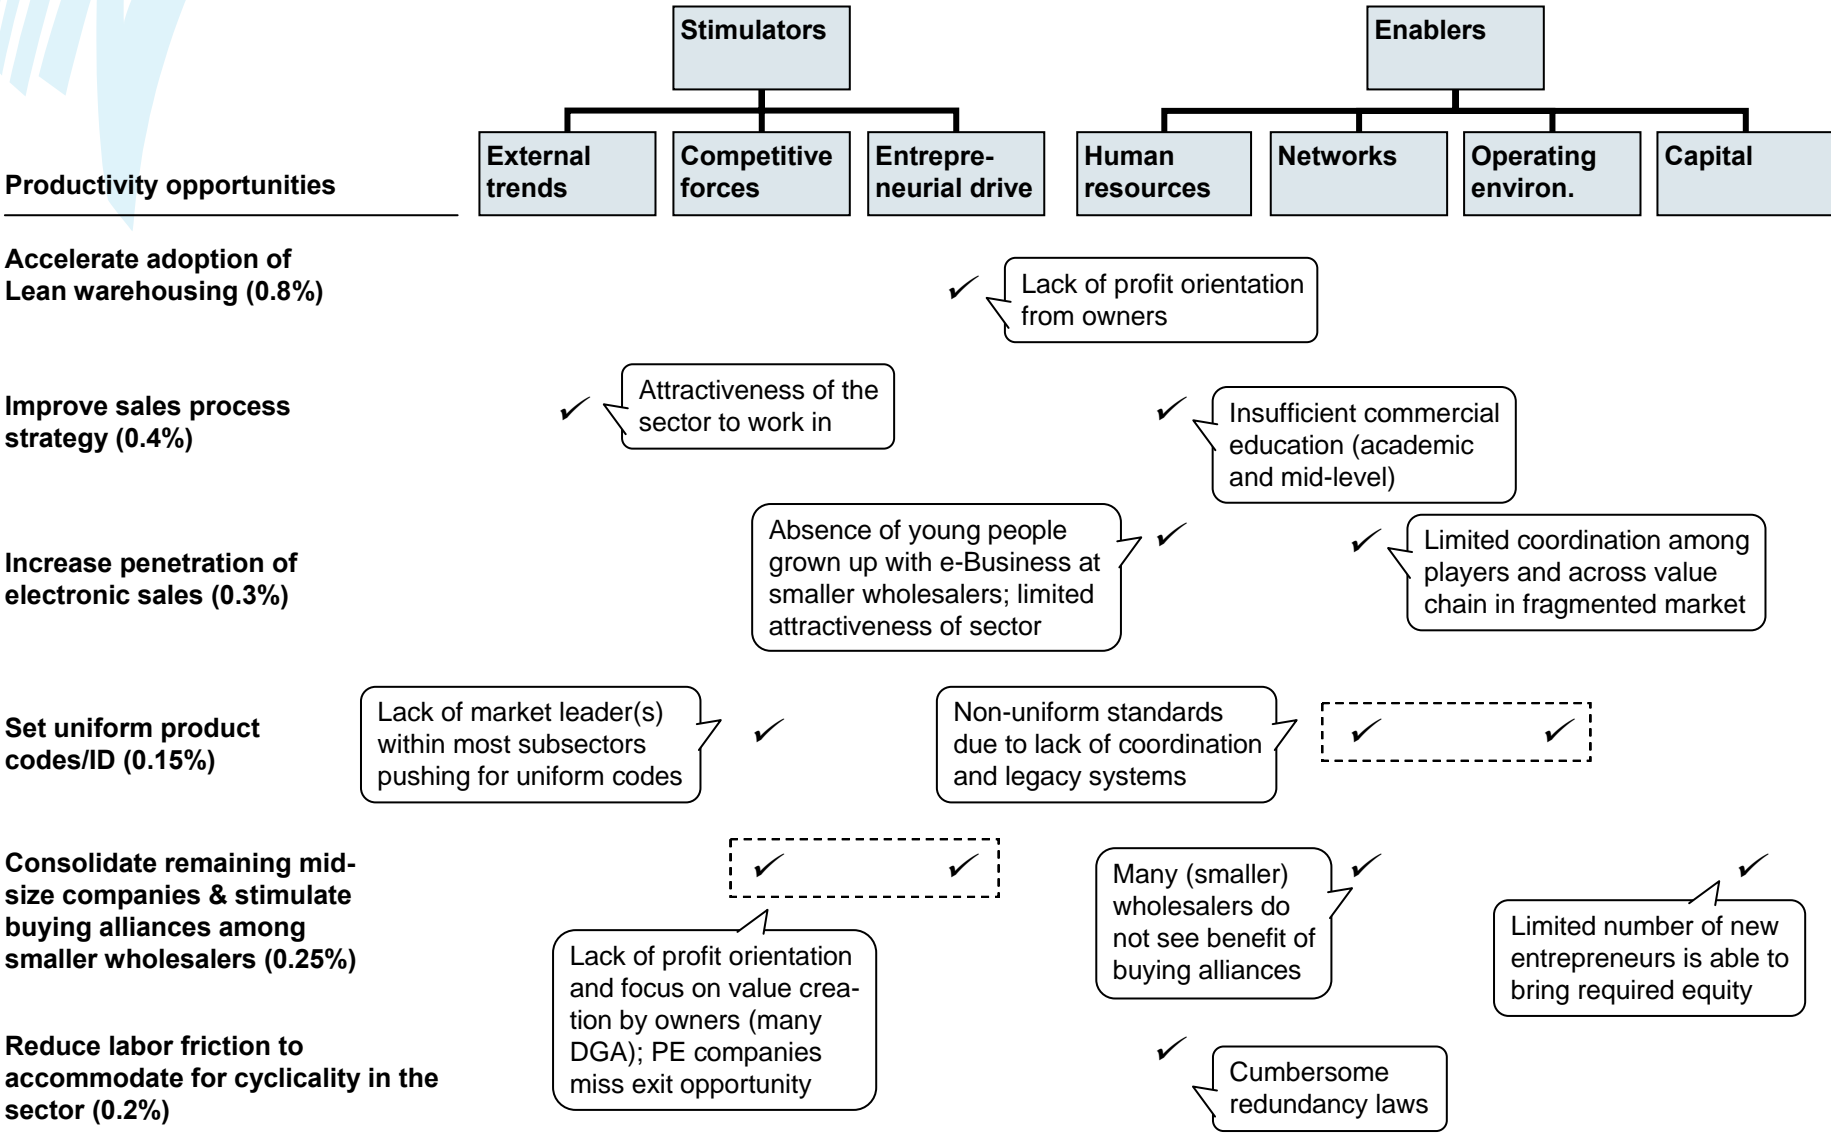 Stimulators
Enablers
Productivity opportunities
External
trends
Competitive
forces
Entrepre-
neurial drive
Human
resources
Networks
Operating
environ.
Capital
Accelerate adoption of
Lean warehousing (0.8%)
Lack of profit orientation
from owners
Improve sales process
strategy (0.4%)
Attractiveness of the
sector to work in
Insufficient commercial
education (academic
and mid-level)
Increase penetration of
electronic sales (0.3%)
Absence of young people
grown up with e-Business at
smaller wholesalers; limited
attractiveness of sector
Limited coordination among
players and across value
chain in fragmented market
Set uniform product
codes/ID (0.15%)
Lack of market leader(s)
within most subsectors
pushing for uniform codes
Non-uniform standards
due to lack of coordination
and legacy systems
Consolidate remaining mid-
size companies & stimulate
buying alliances among
smaller wholesalers (0.25%)
Lack of profit orientation
and focus on value crea-
tion by owners (many
DGA); PE companies
miss exit opportunity
Many (smaller)
wholesalers do
not see benefit of
buying alliances
Limited number of new
entrepreneurs is able to
bring required equity
Reduce labor friction to
accommodate for cyclicality in the
sector (0.2%)
Cumbersome
redundancy laws